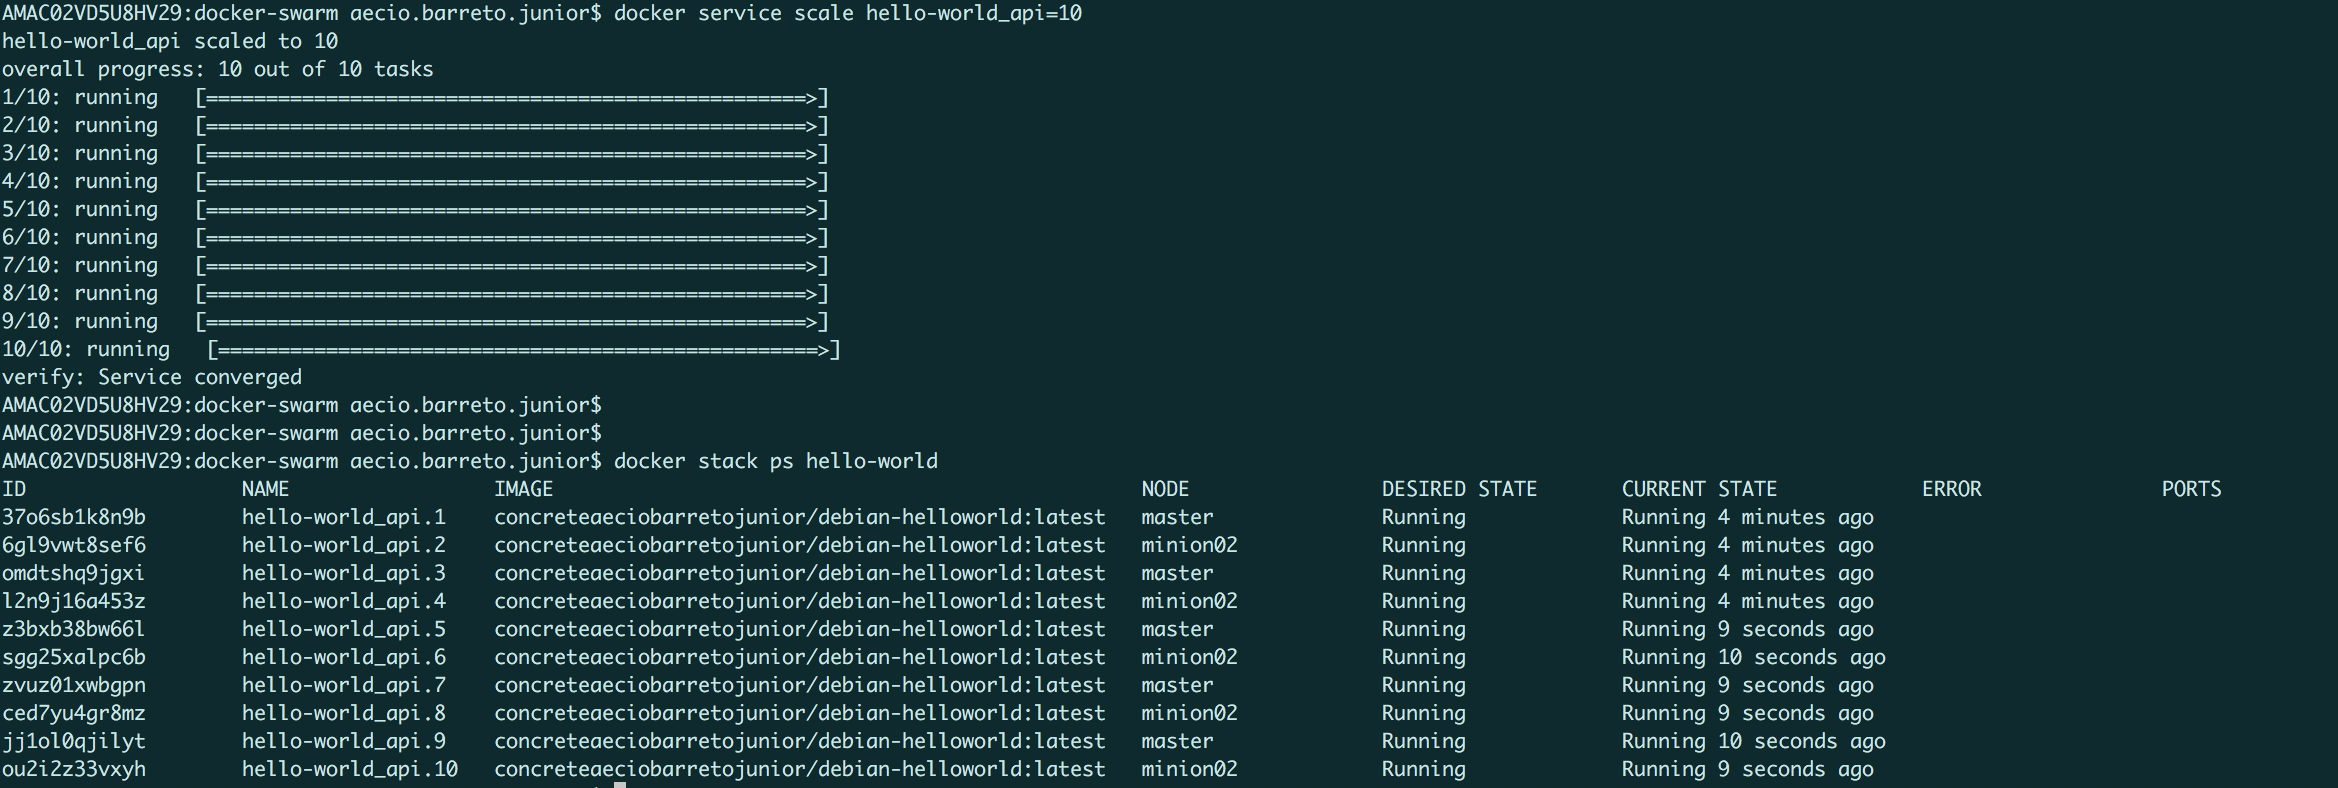 AMAC02VD5U8HV29:docker-swarm aecio.barreto.junior$ docker service scale hello-world_api=10
hello-world_api scaled to 10
overall progress: 10 out of 10 tasks
1/10: running   [==================================================>]
2/10: running   [==================================================>]
3/10: running   [==================================================>]
4/10: running   [==================================================>]
5/10: running   [==================================================>]
6/10: running   [==================================================>]
7/10: running   [==================================================>]
8/10: running   [==================================================>]
9/10: running   [==================================================>]
10/10: running   [==================================================>]
verify: Service converged
AMAC02VD5U8HV29:docker-swarm aecio.barreto.junior$
AMAC02VD5U8HV29:docker-swarm aecio.barreto.junior$
AMAC02VD5U8HV29:docker-swarm aecio.barreto.junior$ docker stack ps hello-world
ID                  NAME                 IMAGE                                                 NODE                DESIRED STATE       CURRENT STATE            ERROR               PORTS
37o6sb1k8n9b        hello-world_api.1    concreteaeciobarretojunior/debian-helloworld:latest   master              Running             Running 4 minutes ago
6gl9vwt8sef6        hello-world_api.2    concreteaeciobarretojunior/debian-helloworld:latest   minion02            Running             Running 4 minutes ago
omdtshq9jgxi        hello-world_api.3    concreteaeciobarretojunior/debian-helloworld:latest   master              Running             Running 4 minutes ago
l2n9j16a453z        hello-world_api.4    concreteaeciobarretojunior/debian-helloworld:latest   minion02            Running             Running 4 minutes ago
z3bxb38bw66l        hello-world_api.5    concreteaeciobarretojunior/debian-helloworld:latest   master              Running             Running 9 seconds ago
sgg25xalpc6b        hello-world_api.6    concreteaeciobarretojunior/debian-helloworld:latest   minion02            Running             Running 10 seconds ago
zvuz01xwbgpn        hello-world_api.7    concreteaeciobarretojunior/debian-helloworld:latest   master              Running             Running 9 seconds ago
ced7yu4gr8mz        hello-world_api.8    concreteaeciobarretojunior/debian-helloworld:latest   minion02            Running             Running 9 seconds ago
jj1ol0qjilyt        hello-world_api.9    concreteaeciobarretojunior/debian-helloworld:latest   master              Running             Running 10 seconds ago
ou2i2z33vxyh        hello-world_api.10   concreteaeciobarretojunior/debian-helloworld:latest   minion02            Running             Running 9 seconds ago